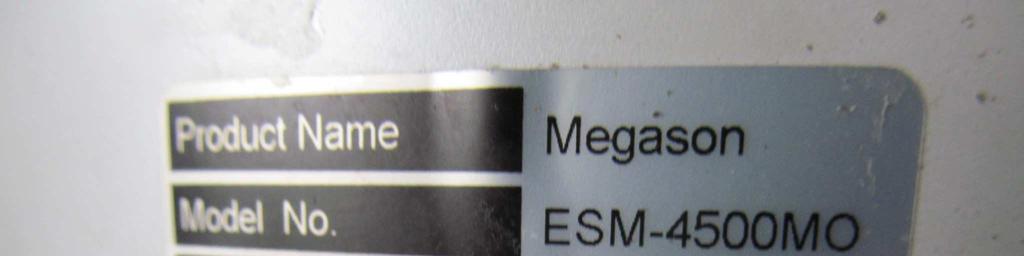 Product Name Megason
Model No. ESM-4500MO